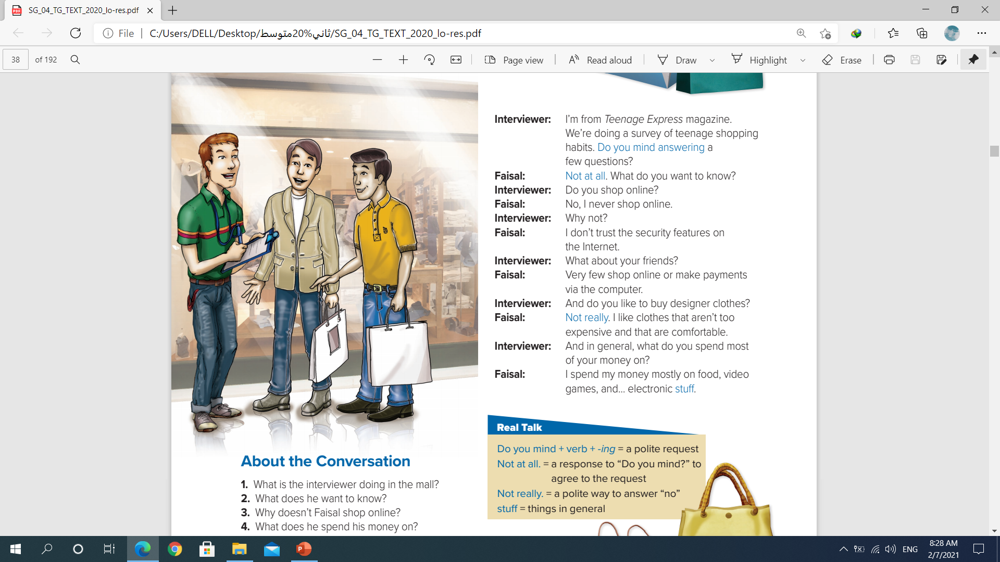 SG_04_TG_TEXT_2020_lo-res.pdf
File
C:/Users/DELL/Desktop/ثاني%20متوسط/SG_04_TG_TEXT_2020_lo-res.pdf
38 of 192
Page view
Read aloud
Draw
Highlight
Erase
Interviewer: I'm from Teenage Express magazine.
We're doing a survey of teenage shopping
habits. Do you mind answering a
few questions?
Faisal: Not at all. What do you want to know?
Interviewer: Do you shop online?
Faisal: No, I never shop online.
Interviewer: Why not?
Faisal: I don't trust the security features on
the Internet.
Interviewer: What about your friends?
Faisal: Very few shop online or make payments
via the computer.
Interviewer: And do you like to buy designer clothes?
Faisal: Not really. I like clothes that aren't too
expensive and that are comfortable.
Interviewer: And in general, what do you spend most
of your money on?
Faisal: I spend my money mostly on food, video
games, and... electronic stuff.
Real Talk
Do you mind + verb + -ing = a polite request
Not at all. = a response to "Do you mind?" to
agree to the request
Not really. = a polite way to answer "no"
stuff = things in general
About the Conversation
1. What is the interviewer doing in the mall?
2. What does he want to know?
3. Why doesn't Faisal shop online?
4. What does he spend his money on?
ENG
8:28 AM
2/7/2021